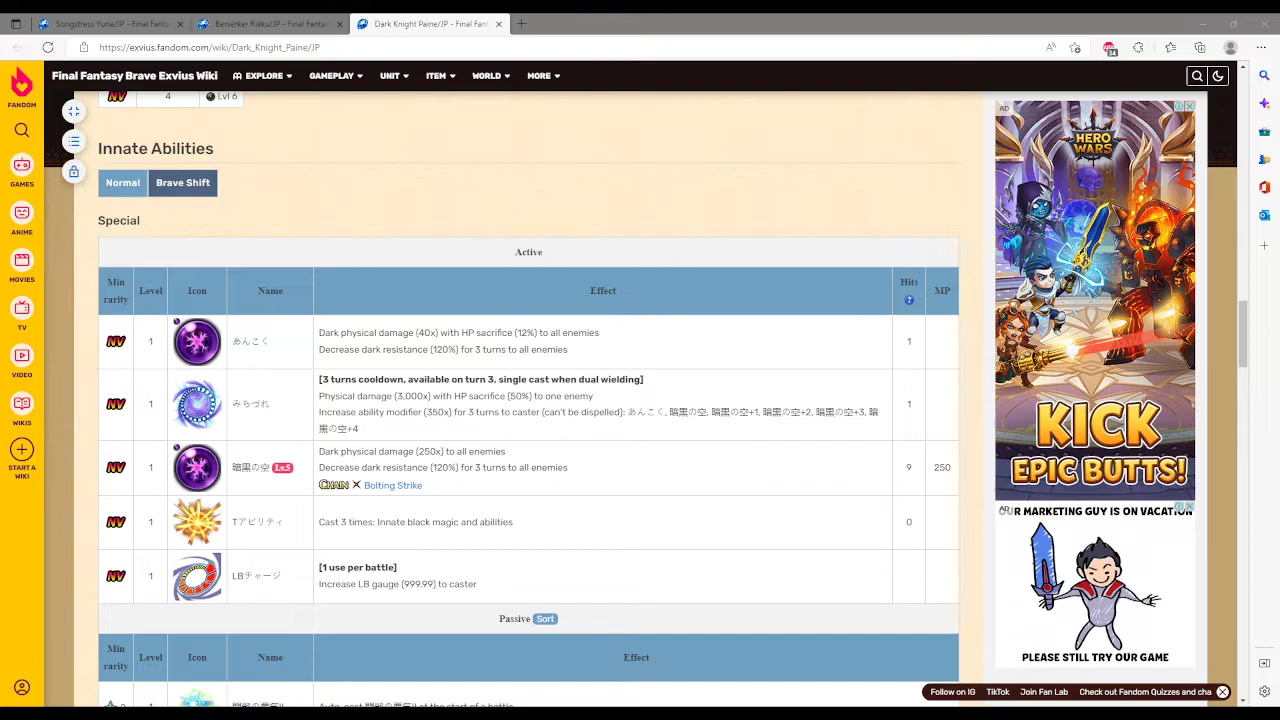 Songstress Yuna/JP - Final Fanta
Berserker Rikku/JP - Final Fantas
Dark Knight Paine/JP - Final Fan
https://exvius.fandom.com/wiki/Dark_Knight_Paine/JP
Final Fantasy Brave Exvius Wiki
EXPLORE
GAMEPLAY
UNIT
ITEM
WORLD
MORE
FANDOM
GAMES
ANIME
MOVIES
TV
VIDEO
WIKIS
START A
WIKI
NV 4 Lvl 6
Innate Abilities
Normal
Brave Shift
Special
Active
Min rarity Level Icon Name Effect Hits MP
NV 1 あんこく
Dark physical damage (40x) with HP sacrifice (12%) to all enemies
Decrease dark resistance (120%) for 3 turns to all enemies
1
NV 1 みちづれ
[3 turns cooldown, available on turn 3, single cast when dual wielding]
Physical damage (3,000x) with HP sacrifice (50%) to one enemy
Increase ability modifier (350x) for 3 turns to caster (can't be dispelled): あんこく, 暗黒の空, 暗黒の空+1, 暗黒の空+2, 暗黒の空+3, 暗
黒の空+4
1
NV 1 暗黒の空 Lv.5
Dark physical damage (250x) to all enemies
Decrease dark resistance (120%) for 3 turns to all enemies
CHAIN Bolting Strike
9 250
NV 1 Tアビリティ Cast 3 times: Innate black magic and abilities 0
NV 1 LBチャージ
[1 use per battle]
Increase LB gauge (999.99) to caster
Passive Sort
Min rarity Level Icon Name Effect
AD
HERO
WARS
KICK
EPIC BUTTS!
OUR MARKETING GUY IS ON VACATION
PLEASE STILL TRY OUR GAME
Follow on IG
TikTok
Join Fan Lab
Check out Fandom Quizzes and cha